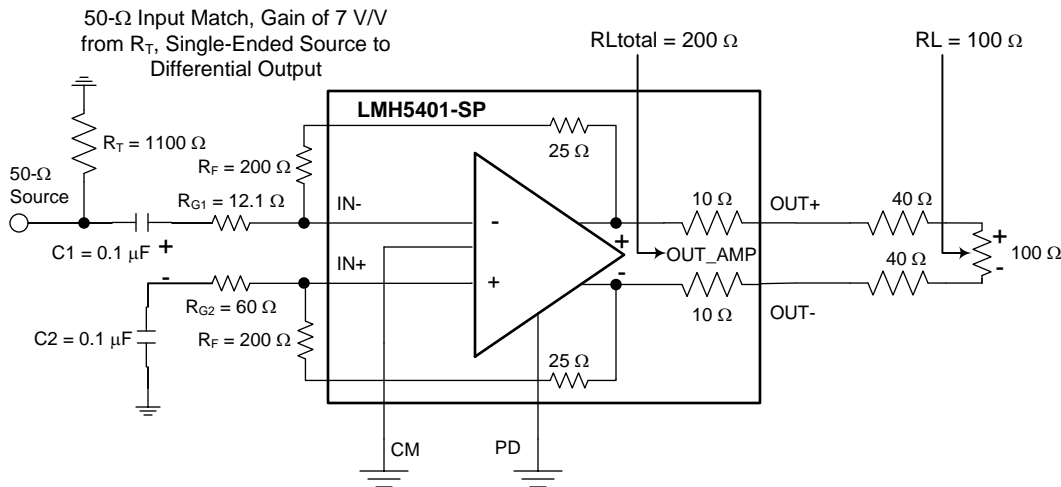 50-Ω Input Match, Gain of 7 V/V
from R_T, Single-Ended Source to
Differential Output
RLtotal = 200 Ω
RL = 100 Ω
LMH5401-SP
R_T = 1100 Ω
25 Ω
R_F = 200 Ω
50-Ω
Source
R_G1 = 12.1 Ω
IN-
10 Ω
OUT+
40 Ω
C1 = 0.1 μF +
-
+
OUT_AMP
+
-
100 Ω
IN+
-
+
-
R_G2 = 60 Ω
40 Ω
10 Ω
OUT-
C2 = 0.1 μF
R_F = 200 Ω
25 Ω
CM
PD